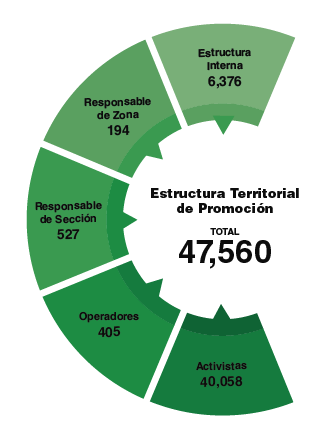 Estructura
Interna
6,376
Responsable
de Zona
194
Responsable
de Sección
527
Operadores
405
Activistas
40,058
Estructura Territorial
de Promoción
TOTAL
47,560